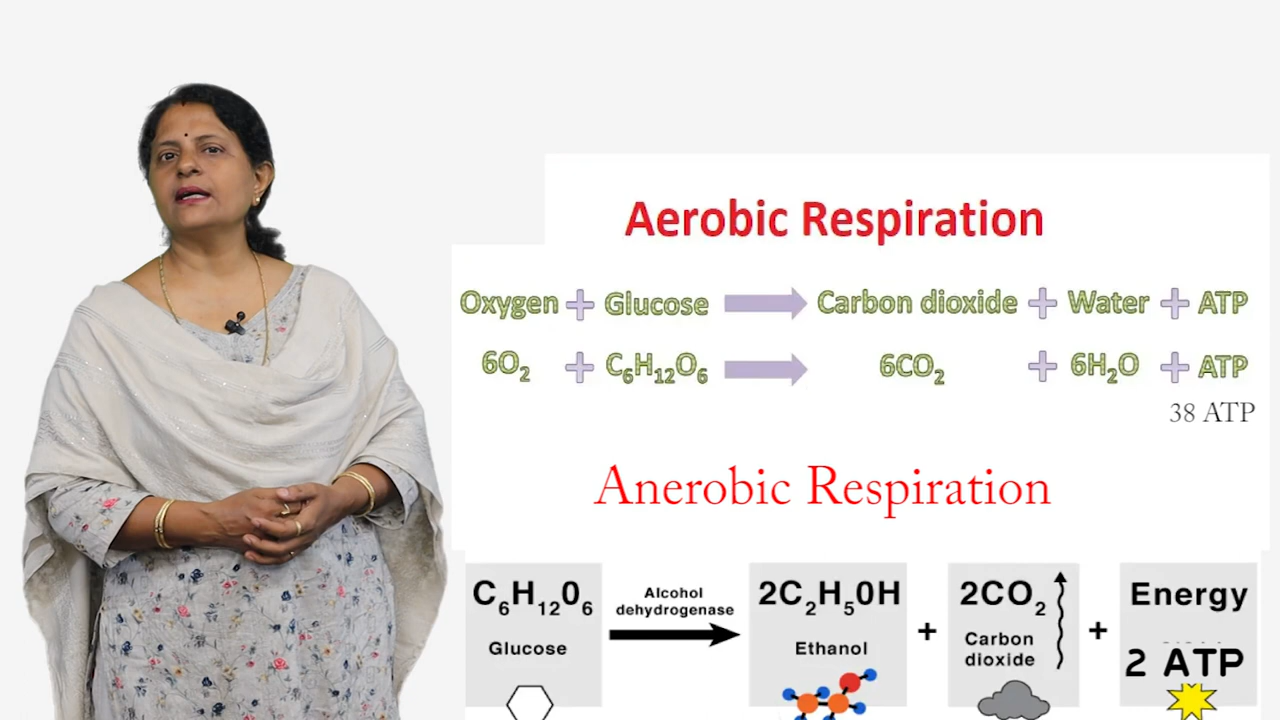 Aerobic Respiration
Oxygen + Glucose Carbon dioxide + Water + ATP
6O₂ + C₆H₁₂O₆ 6CO₂ + 6H₂O + ATP
38 ATP
Anerobic Respiration
C₆H₁₂0₆ Alcohol dehydrogenase 2C₂H₅0H + 2CO₂ + Energy
Glucose Ethanol Carbon dioxide 2 ATP